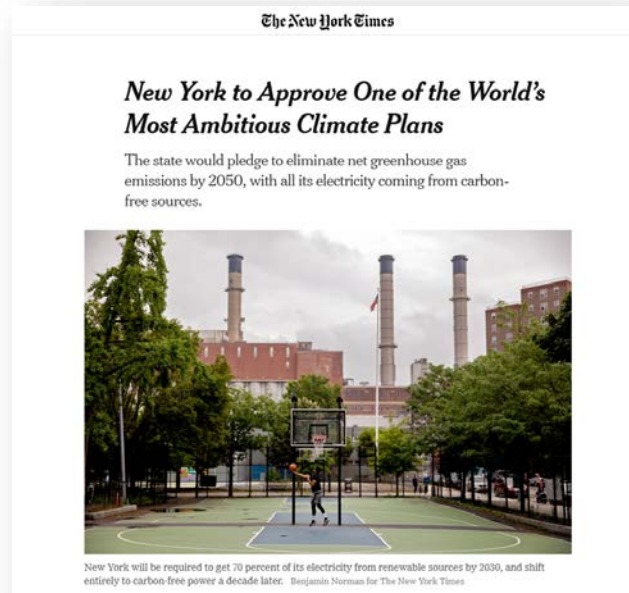 The New York Times
New York to Approve One of the World's
Most Ambitious Climate Plans
The state would pledge to eliminate net greenhouse gas
emissions by 2050, with all its electricity coming from carbon-
free sources.
New York will be required to get 70 percent of its electricity from renewable sources by 2030, and shift
entirely to carbon-free power a decade later. Benjamin Norman for The New York Times